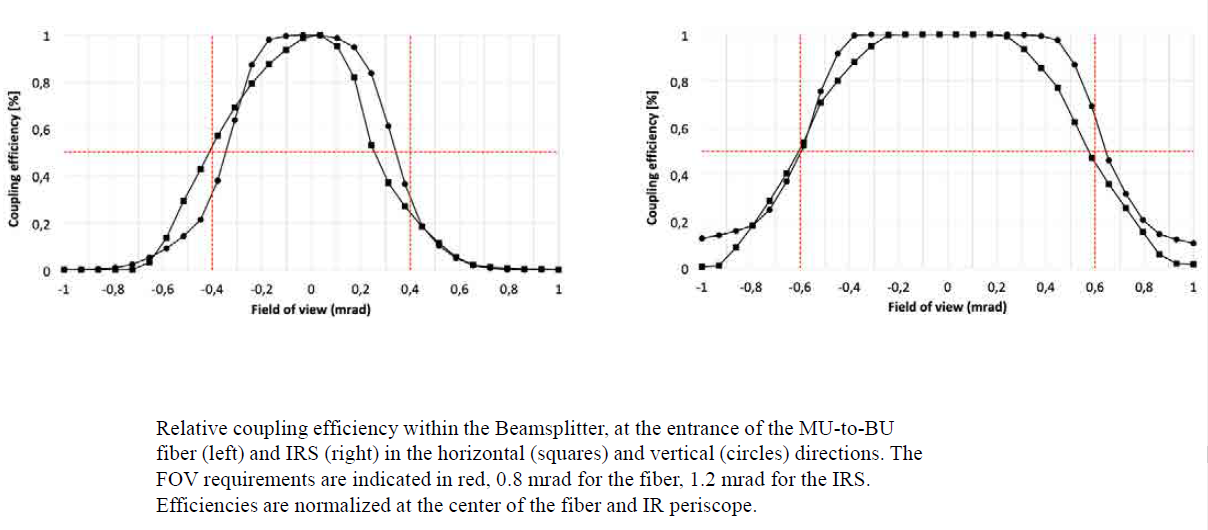 Coupling efficiency [%]
1
0,8
0,6
0,4
0,2
0
-1 -0,8 -0,6 -0,4 -0,2 0 0,2 0,4 0,6 0,8 1
Field of view (mrad)
Coupling efficiency [%]
1
0,8
0,6
0,4
0,2
0
-1 -0,8 -0,6 -0,4 -0,2 0 0,2 0,4 0,6 0,8 1
Field of view (mrad)
Relative coupling efficiency within the Beamsplitter, at the entrance of the MU-to-BU
fiber (left) and IRS (right) in the horizontal (squares) and vertical (circles) directions. The
FOV requirements are indicated in red, 0.8 mrad for the fiber, 1.2 mrad for the IRS.
Efficiencies are normalized at the center of the fiber and IR periscope.